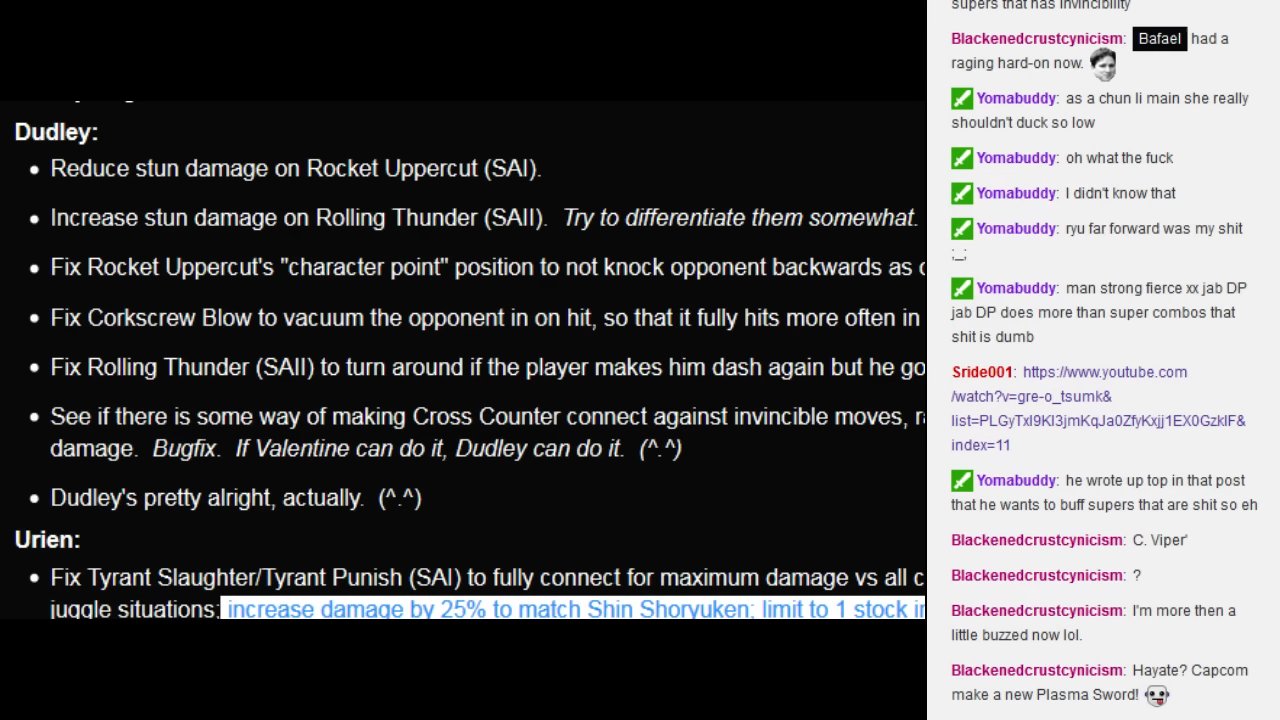 Dudley:
Reduce stun damage on Rocket Uppercut (SAI).
Increase stun damage on Rolling Thunder (SAII). Try to differentiate them somewhat.
Fix Rocket Uppercut's "character point" position to not knock opponent backwards as
Fix Corkscrew Blow to vacuum the opponent in on hit, so that it fully hits more often in
Fix Rolling Thunder (SAII) to turn around if the player makes him dash again but he go
See if there is some way of making Cross Counter connect against invincible moves,
damage. Bugfix. If Valentine can do it, Dudley can do it. (^.^)
Dudley's pretty alright, actually. (^.^)
Urien:
Fix Tyrant Slaughter/Tyrant Punish (SAI) to fully connect for maximum damage vs all
juggle situations; increase damage by 25% to match Shin Shoryuken; limit to 1 stock
supers that has invincibility
Blackenedcrustcynicism: Bafael had a
raging hard-on now.
Yomabuddy: as a chun li main she really
shouldn't duck so low
Yomabuddy: oh what the fuck
Yomabuddy: I didn't know that
Yomabuddy: ryu far forward was my shit
;_;
Yomabuddy: man strong fierce xx jab DP
jab DP does more than super combos that
shit is dumb
Sride001: https://www.youtube.com
/watch?v=gre-o_tsumk&
list=PLGyTxI9KI3jmKqJa0ZfyKxjj1EX0GzkIF&
index=11
Yomabuddy: he wrote up top in that post
that he wants to buff supers that are shit so eh
Blackenedcrustcynicism: C. Viper'
Blackenedcrustcynicism: ?
Blackenedcrustcynicism: I'm more then a
little buzzed now lol.
Blackenedcrustcynicism: Hayate? Capcom
make a new Plasma Sword!